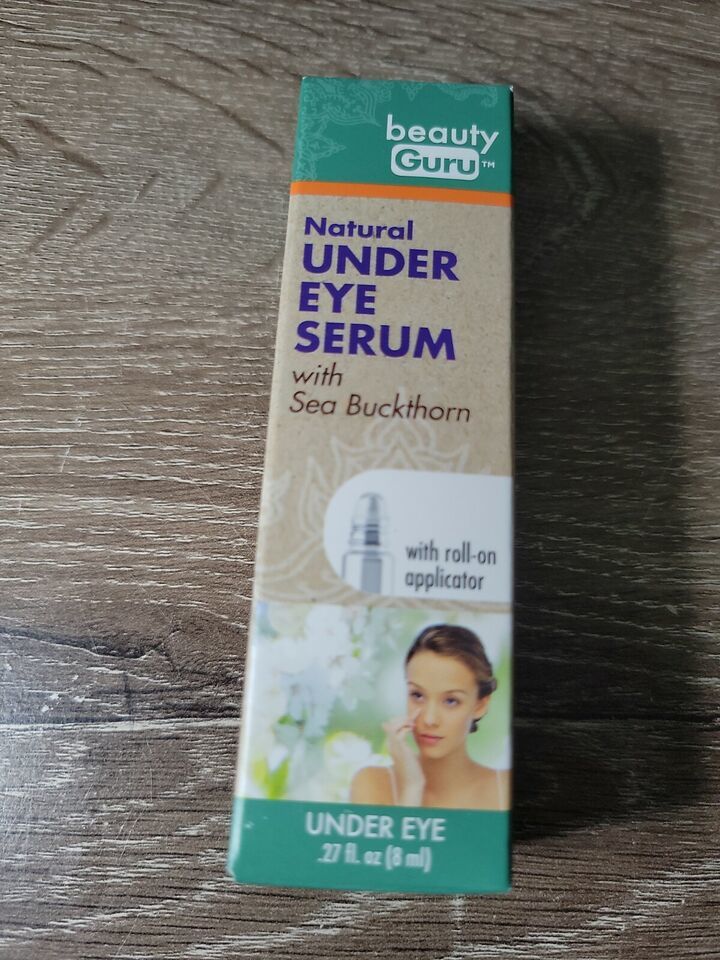 beauty
Guru™
Natural
UNDER
EYE
SERUM
with
Sea Buckthorn
with roll-on
applicator
UNDER EYE
.27 fl. oz (8 ml)